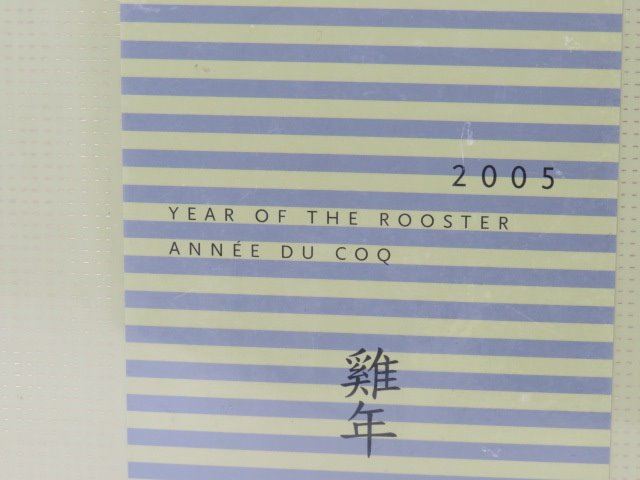 2005
YEAR OF THE ROOSTER
ANNÉE DU COQ
雞年